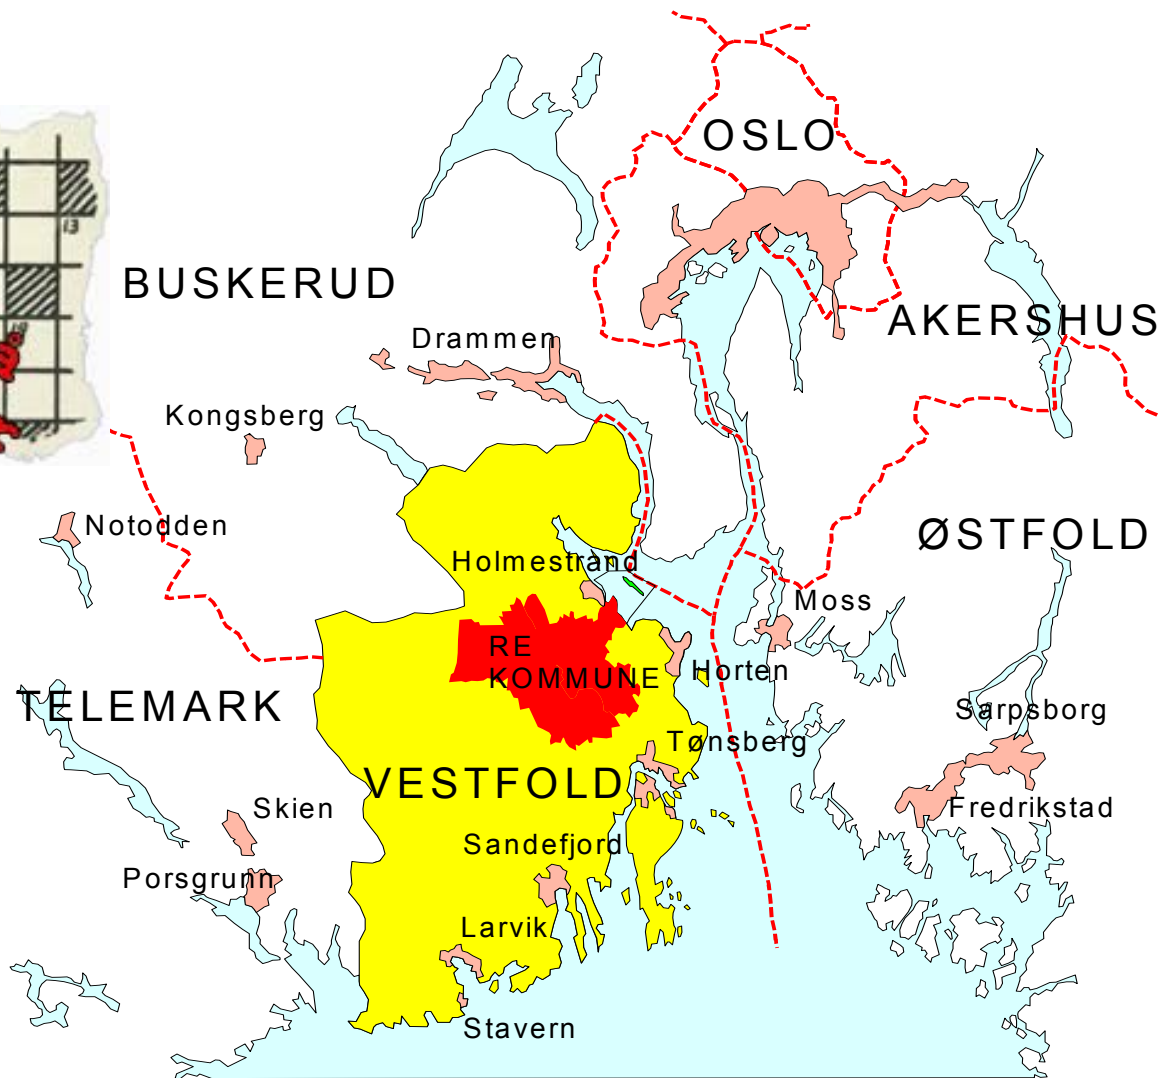 OSLO
13
BUSKERUD
AKERSHUS
Drammen
Kongsberg
Notodden
ØSTFOLD
Holmestrand
Moss
RE
KOMMUNE
Horten
TELEMARK
Sarpsborg
Tønsberg
VESTFOLD
Skien
Fredrikstad
Sandefjord
Porsgrunn
Larvik
Stavern